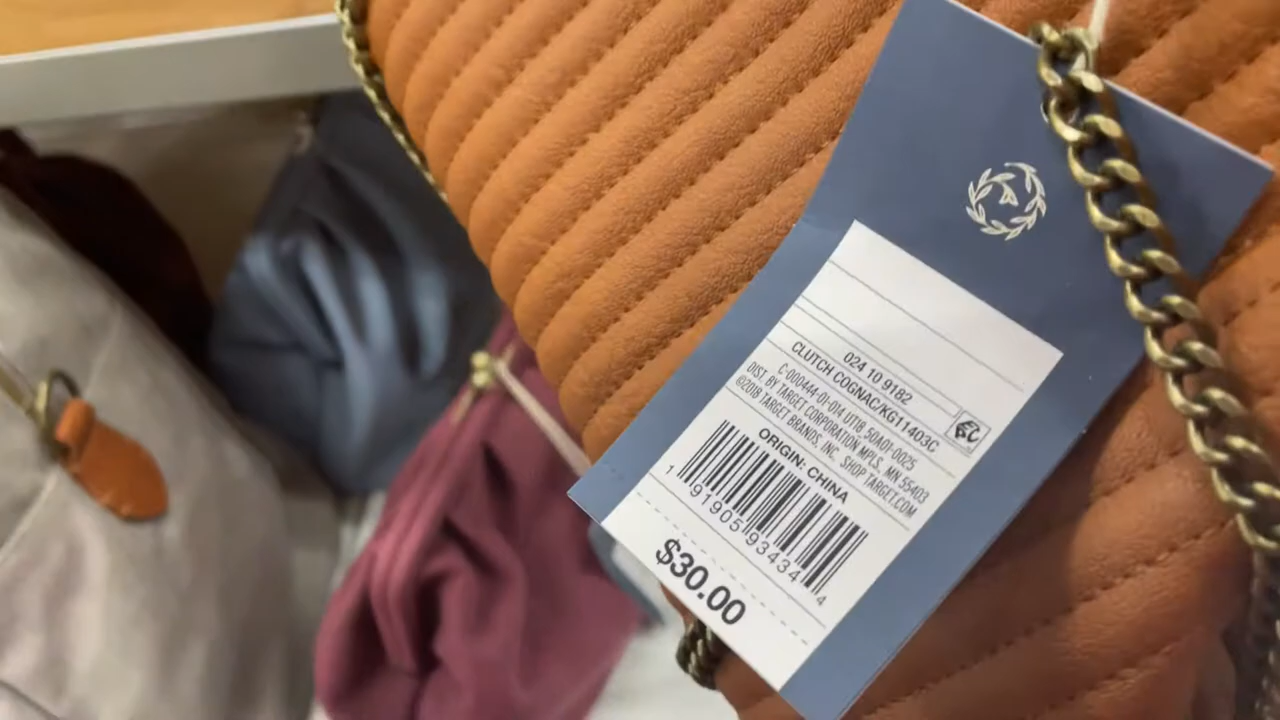 024 10 9182
CLUTCH COGNAC/KG11403C
C-000444-01-014 UT18 50A01-0025
DIST. BY TARGET CORPORATION MPLS, MN 55403
©2018 TARGET BRANDS, INC. SHOP TARGET.COM
ORIGIN: CHINA
1 91905 93434 4
$30.00